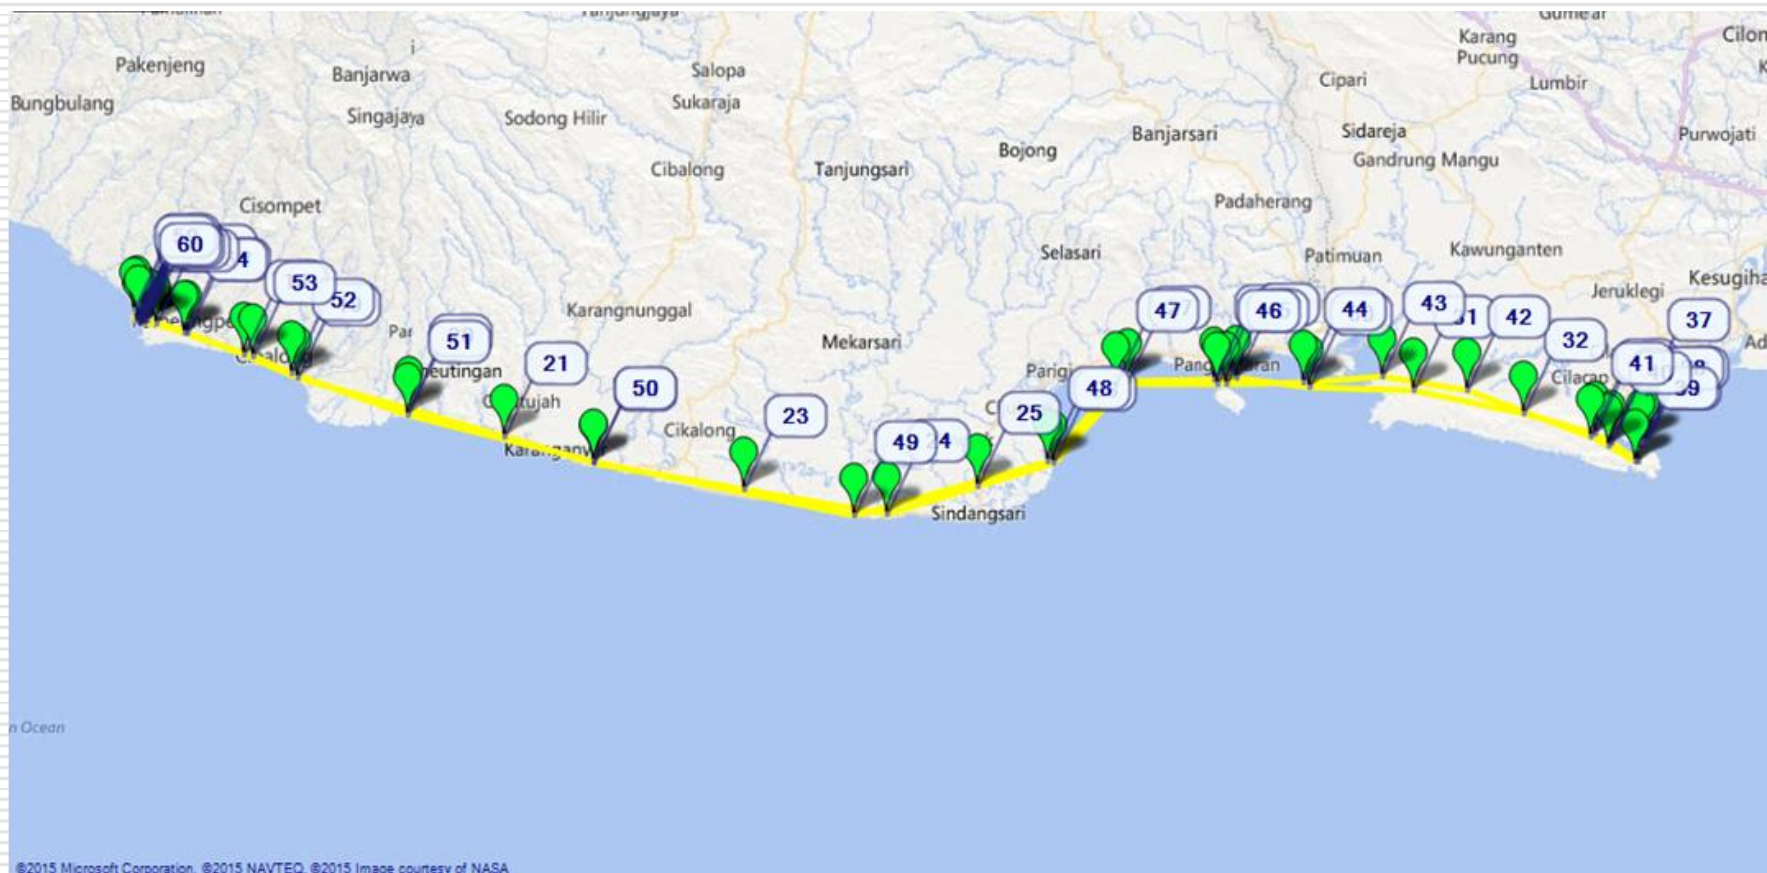 Karang
Pucung
Pakenjeng
Banjarwa
Salopa
Cipari
Lumbir
Bungbulang
Sukaraja
Singajaya
Sodong Hilir
Banjarsari
Sidareja
Purwojati
Bojong
Gandrung Mangu
Cibalong
Tanjungsari
Cisompet
Padaherang
60
4
Selasari
Patimuan
Kawunganten
53
Jeruklegi
52
Karangnunggal
47
46
44
43
42
37
51
Mekarsari
32
21
Parigi
41
Cilacap
50
48
39
23
25
Cikalong
49
4
Sindangsari
n Ocean
©2015 Microsoft Corporation, ©2015 NAVTEQ, ©2015 Image courtesy of NASA